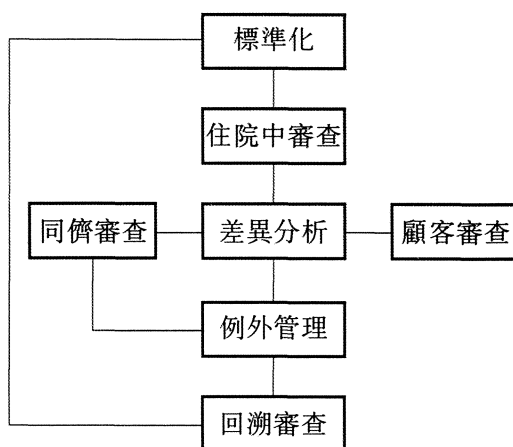 標準化
住院中審查
同儕審查
差異分析
顧客審查
例外管理
回溯審查